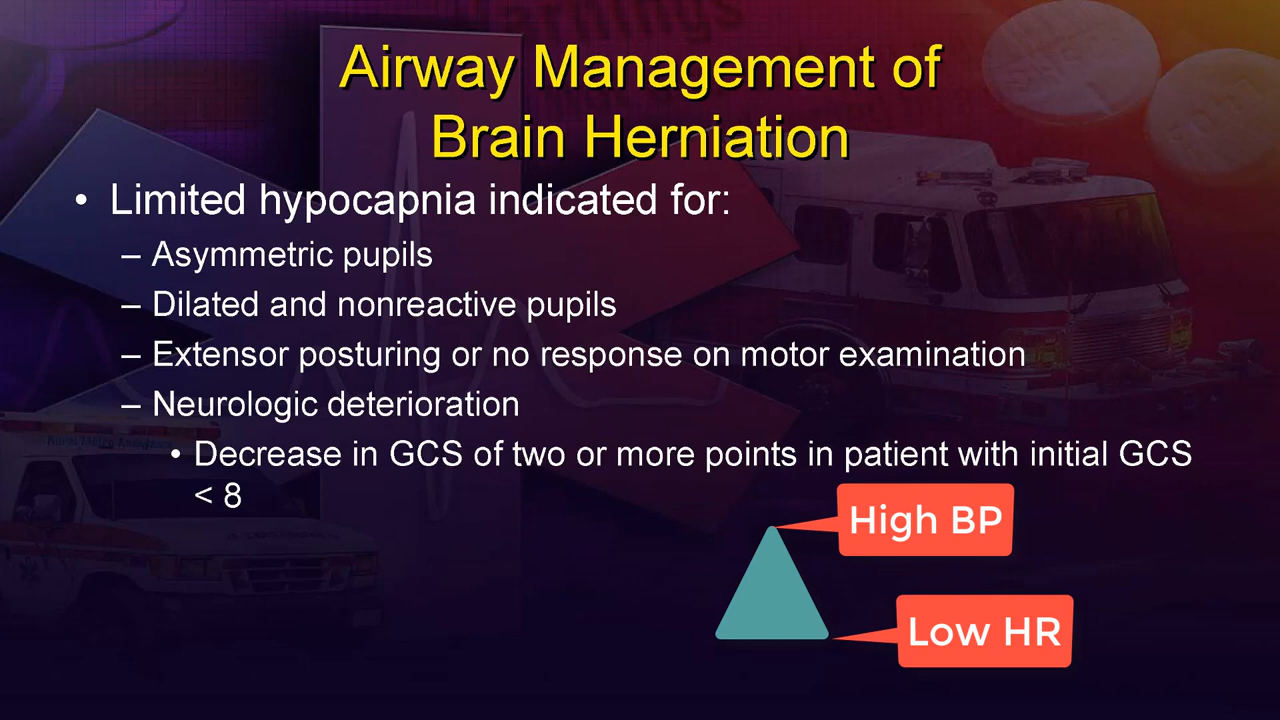 Airway Management of
Brain Herniation
• Limited hypocapnia indicated for:
– Asymmetric pupils
– Dilated and nonreactive pupils
– Extensor posturing or no response on motor examination
– Neurologic deterioration
• Decrease in GCS of two or more points in patient with initial GCS
< 8
High BP
Low HR